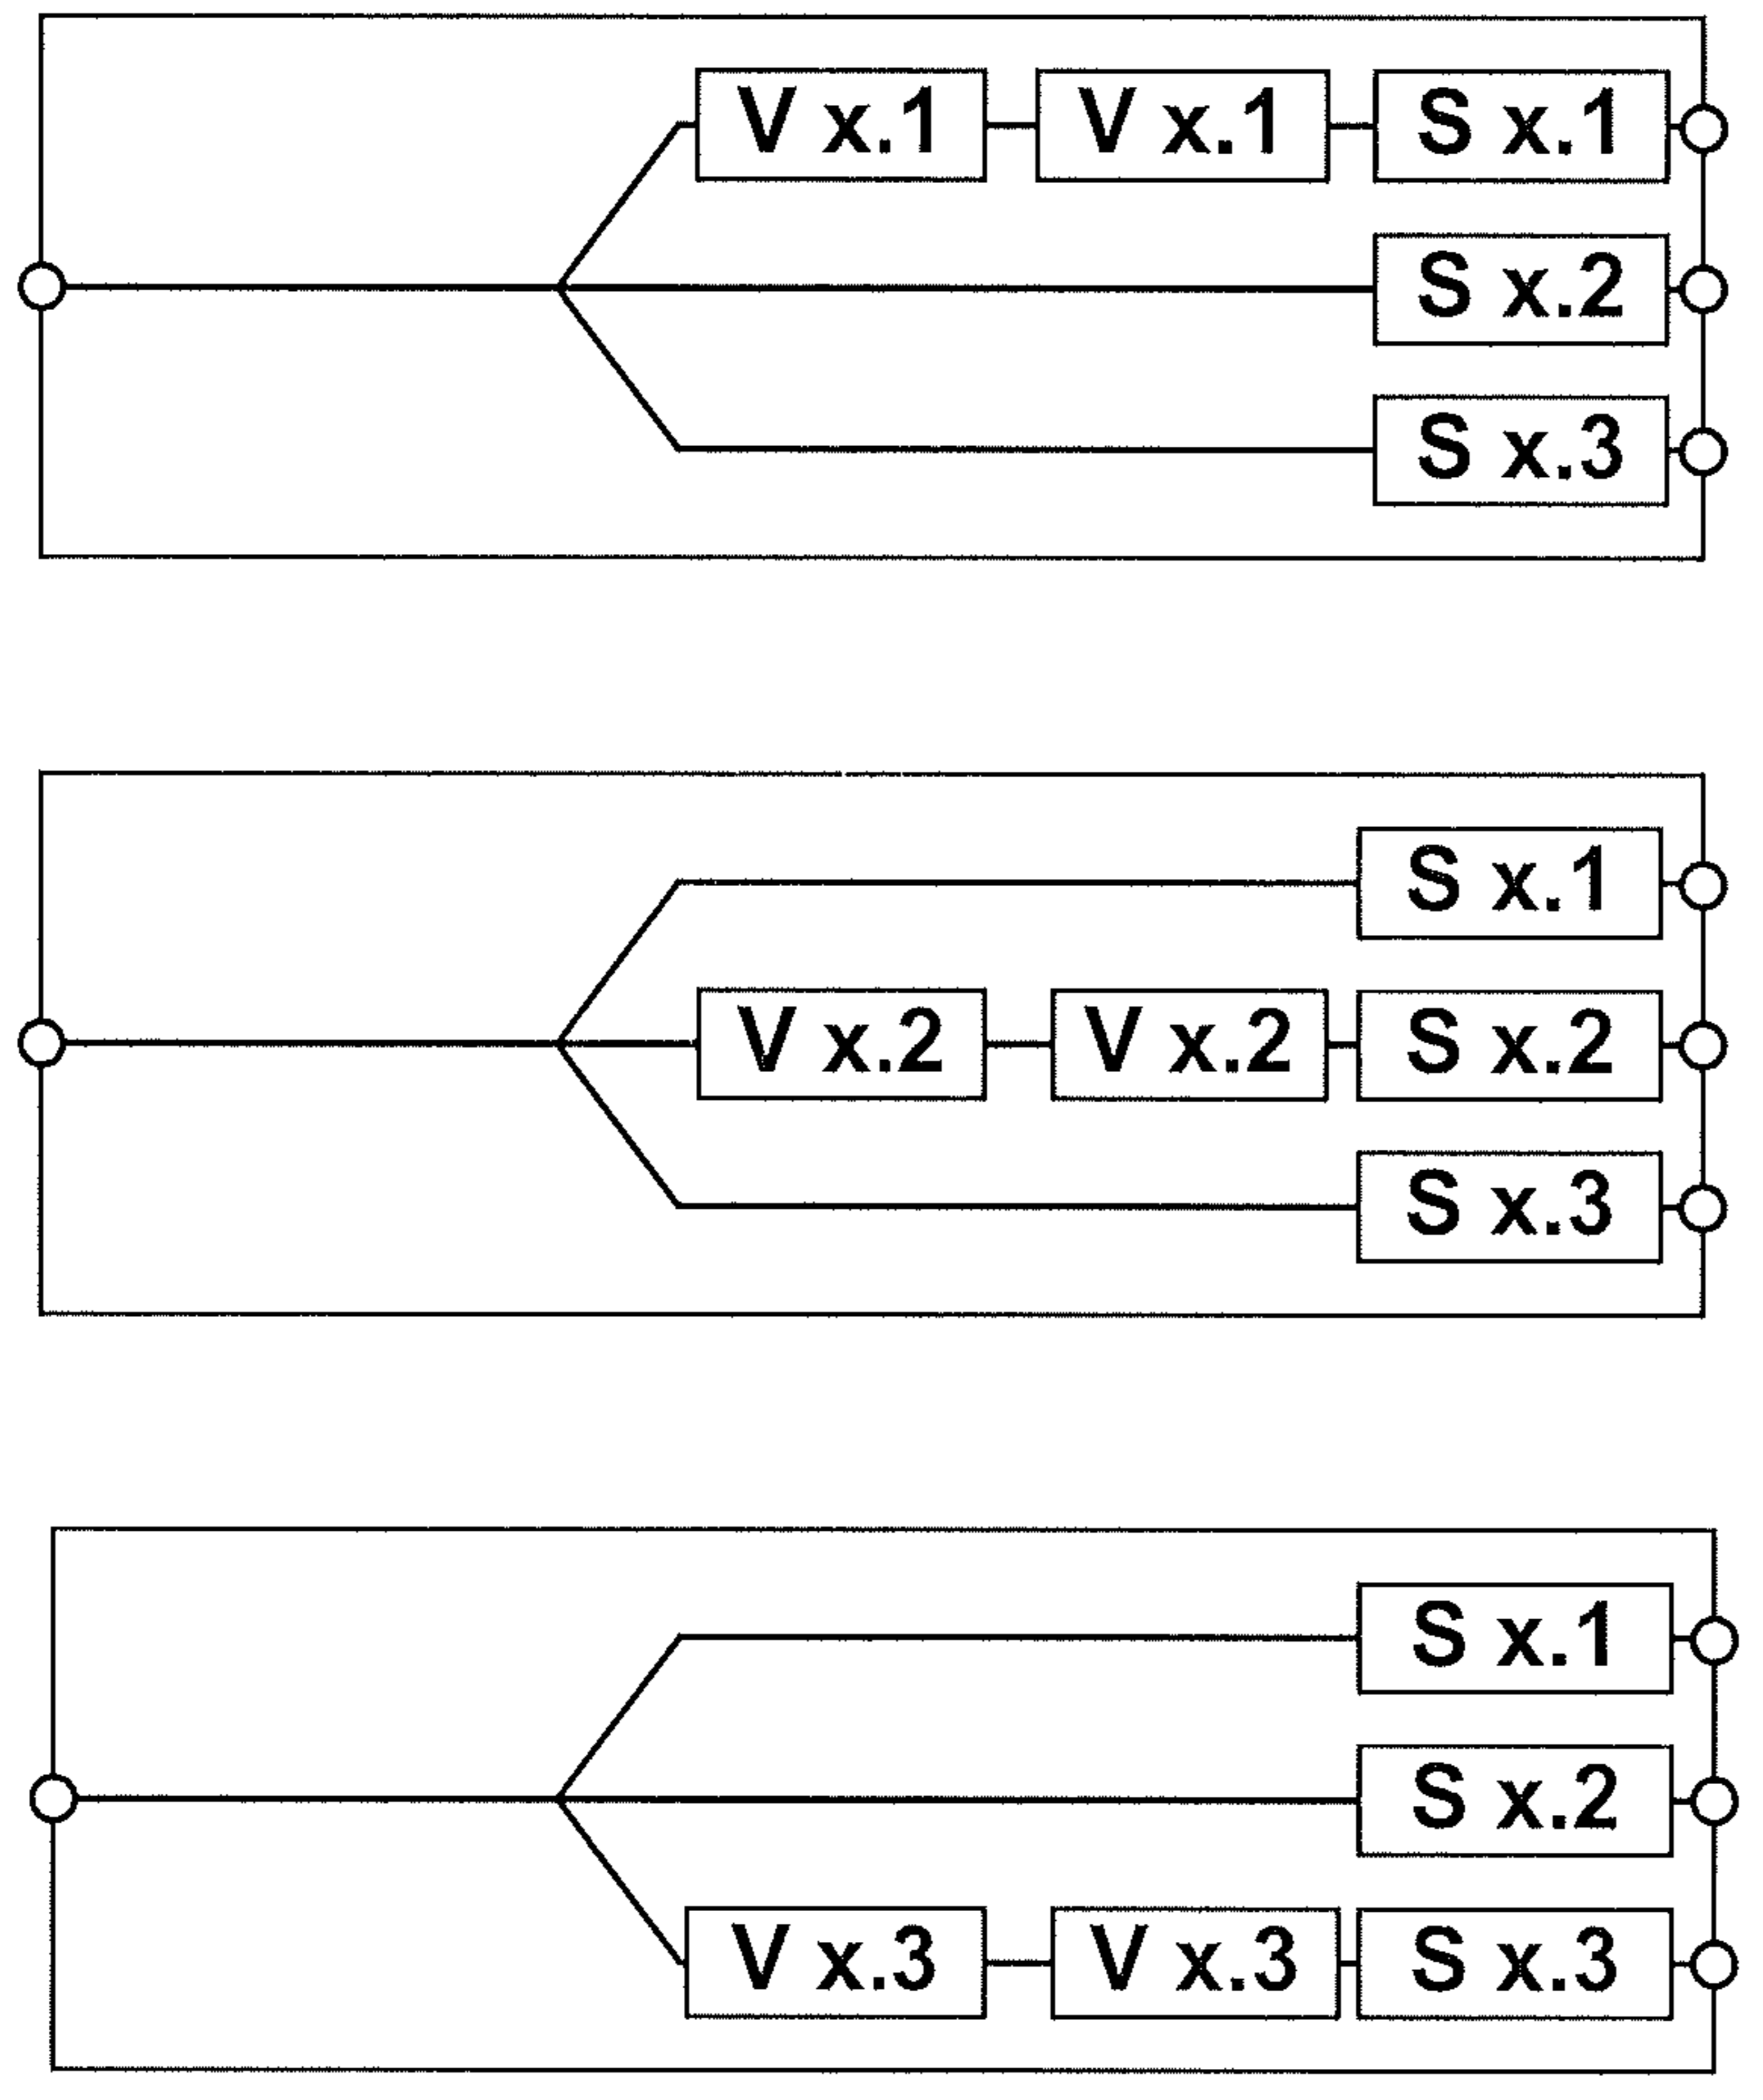 V x.1 V x.1 S x.1
S x.2
S x.3
S x.1
V x.2 V x.2 S x.2
S x.3
S x.1
S x.2
V x.3 V x.3 S x.3